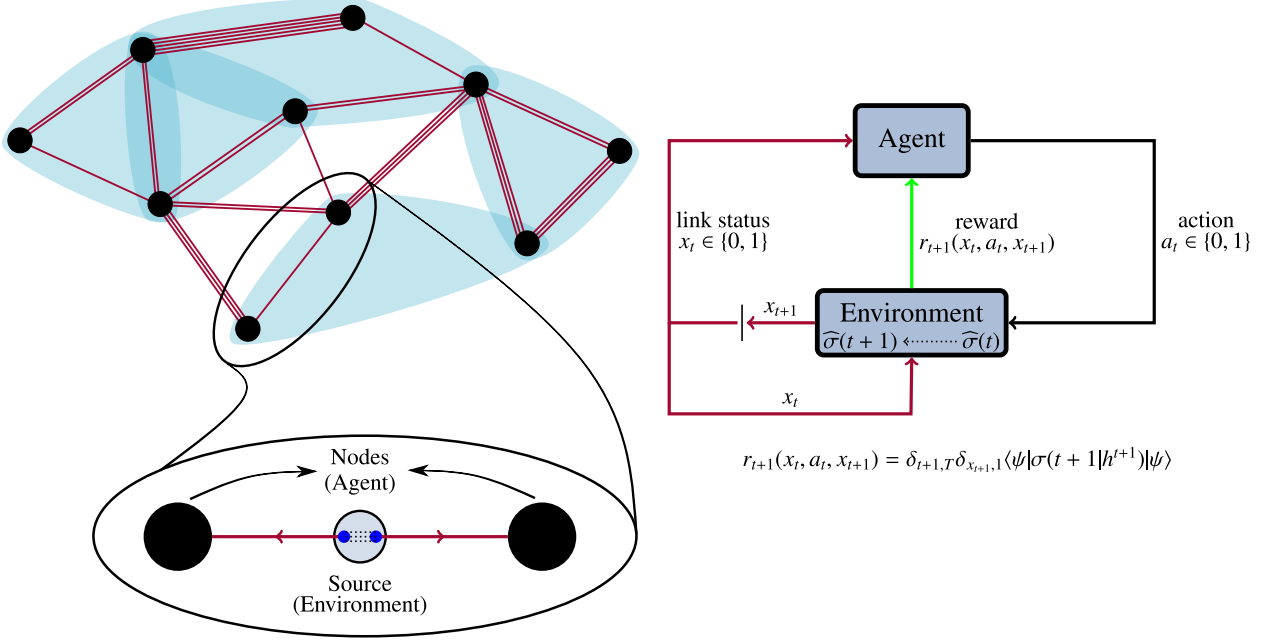 Nodes
(Agent)
Source
(Environment)
Agent
link status
x_t ∈ {0, 1}
reward
r_{t+1}(x_t, a_t, x_{t+1})
action
a_t ∈ {0, 1}
x_{t+1}
Environment
σ̂(t + 1) ⇠ σ̂(t)
x_t
r_{t+1}(x_t, a_t, x_{t+1}) = δ_{t+1,T}δ_{x_{t+1},1}⟨ψ|σ(t + 1|h^{t+1})|ψ⟩